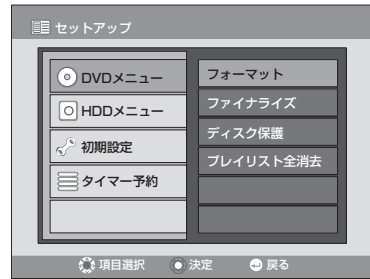 セットアップ
DVDメニュー
HDDメニュー
初期設定
タイマー予約
フォーマット
ファイナライズ
ディスク保護
プレイリスト全消去
項目選択 決定 戻る